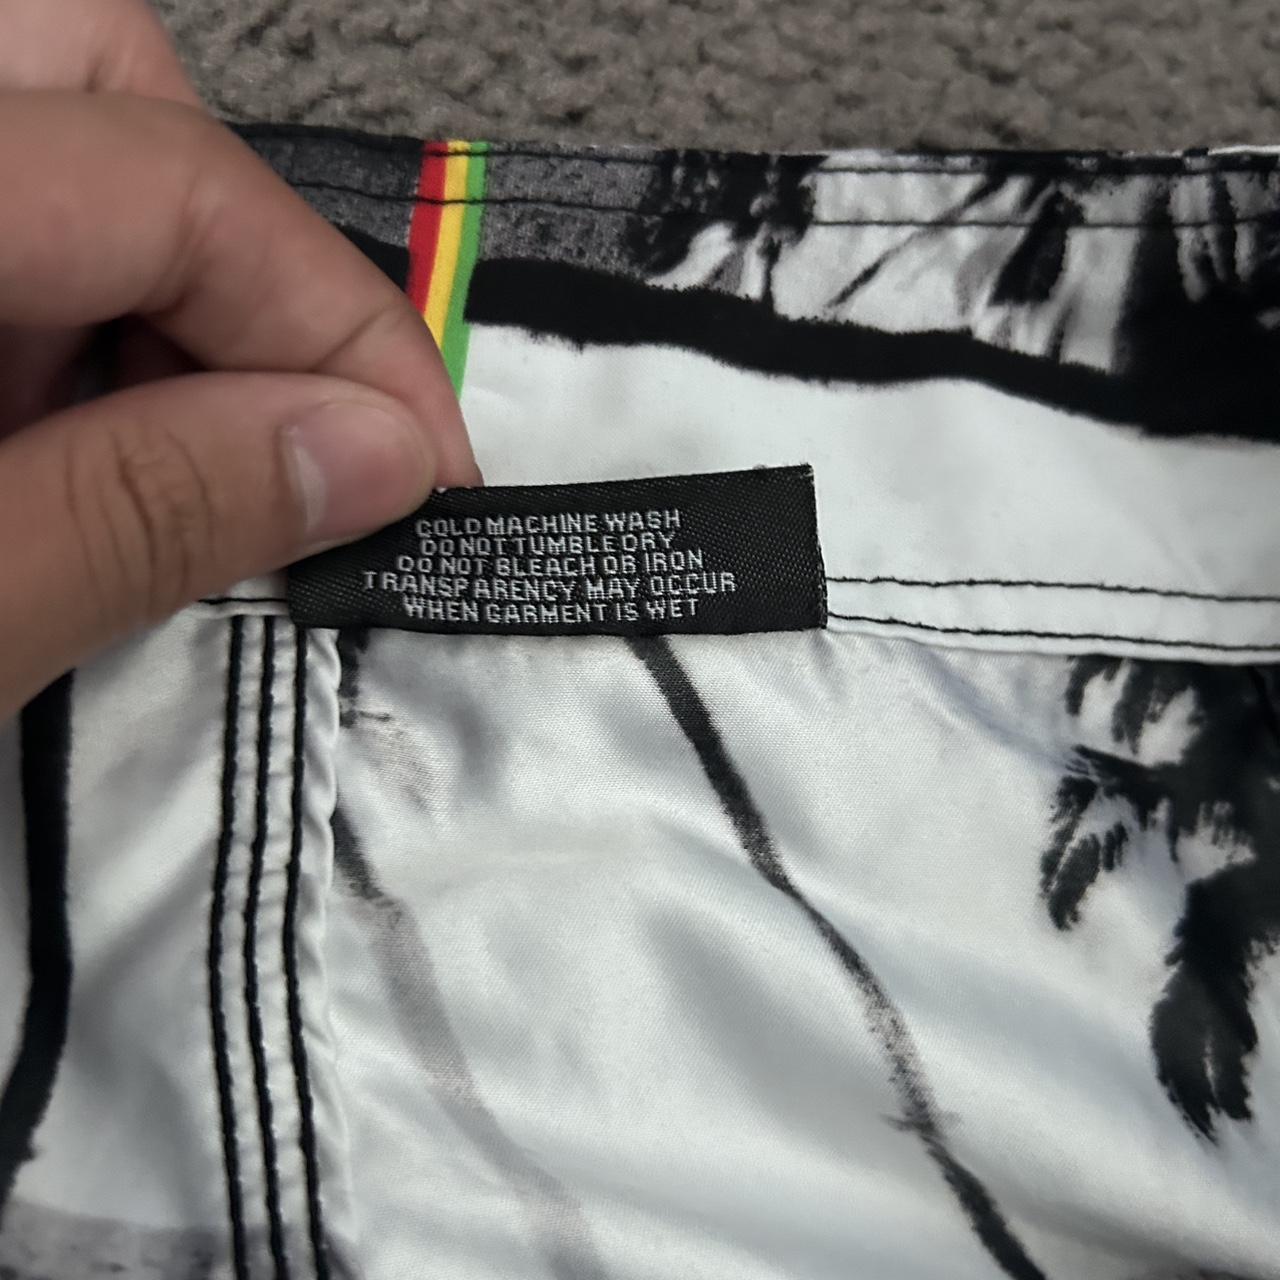 COLD MACHINE WASH
DO NOT TUMBLE DRY
DO NOT BLEACH OR IRON
TRANSPARENCY MAY OCCUR
WHEN GARMENT IS WET